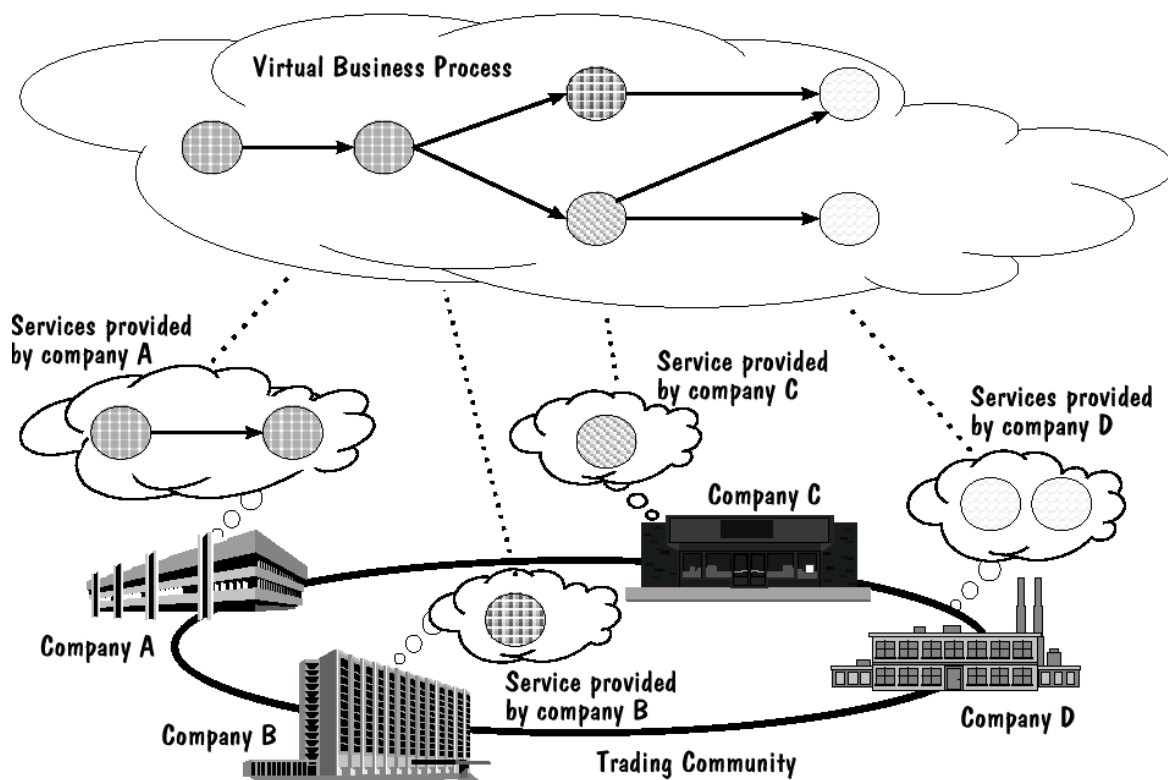 Virtual Business Process
Services provided
by company A
Service provided
by company C
Services provided
by company D
Company C
Company A
Service provided
by company B
Company B
Company D
Trading Community